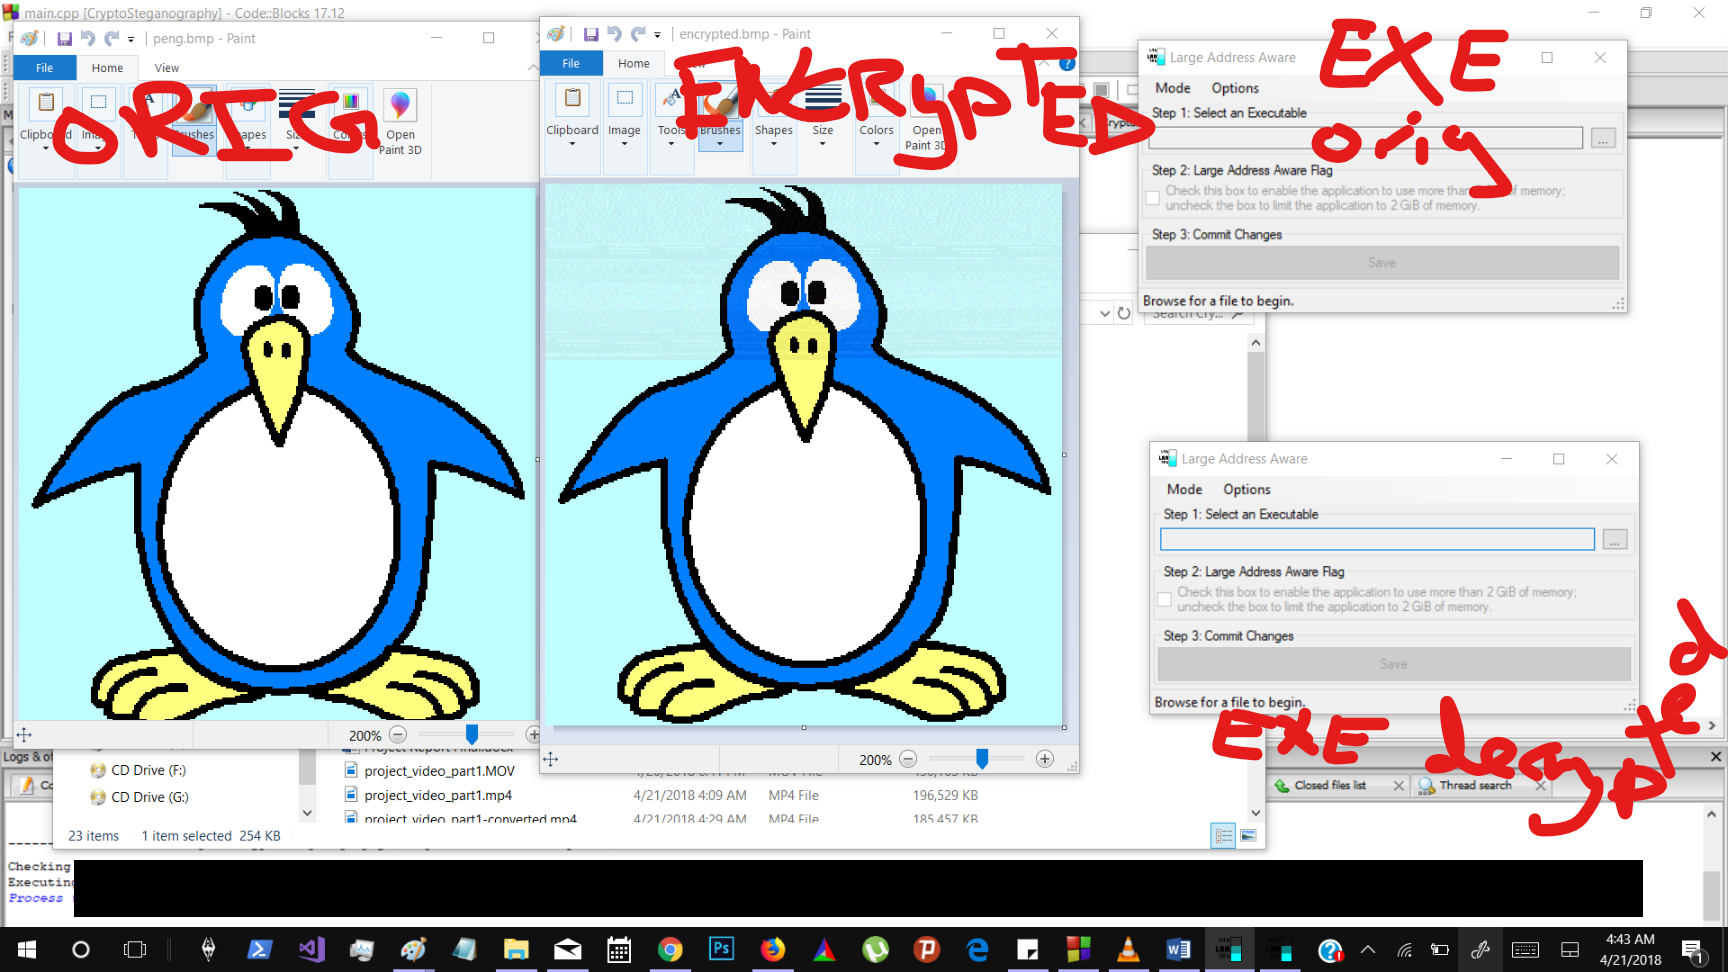 main.cpp [CryptoSteganography] - Code::Blocks 17.12
peng.bmp - Paint
File
Home
View
Clipboard
Size
Open
Paint 3D
ORIG
200%
encrypted.bmp - Paint
File
Home
Clipboard
Image
Tools
Brushes
Shapes
Size
Colors
Open
Paint 3D
ENCRYPTED
200%
Large Address Aware
Mode
Options
Step 1: Select an Executable
...
Step 2: Large Address Aware Flag
Check this box to enable the application to use more than of memory;
uncheck the box to limit the application to 2 GiB of memory.
Step 3: Commit Changes
Save
Browse for a file to begin.
EXE
orig
Search Cry...
Large Address Aware
Mode
Options
Step 1: Select an Executable
...
Step 2: Large Address Aware Flag
Check this box to enable the application to use more than 2 GiB of memory;
uncheck the box to limit the application to 2 GiB of memory.
Step 3: Commit Changes
Save
Browse for a file to begin.
EXE decrypted
Logs & ot
CD Drive (F:)
CD Drive (G:)
Project Report Final.docx
project_video_part1.MOV
project_video_part1.mp4 4/21/2018 4:09 AM MP4 File 196,529 KB
project_video_part1-converted.mp4 4/21/2018 4:29 AM MP4 File 185,457 KB
23 items 1 item selected 254 KB
Closed files list
Thread search
Checking
Executing
Process
4:43 AM
4/21/2018